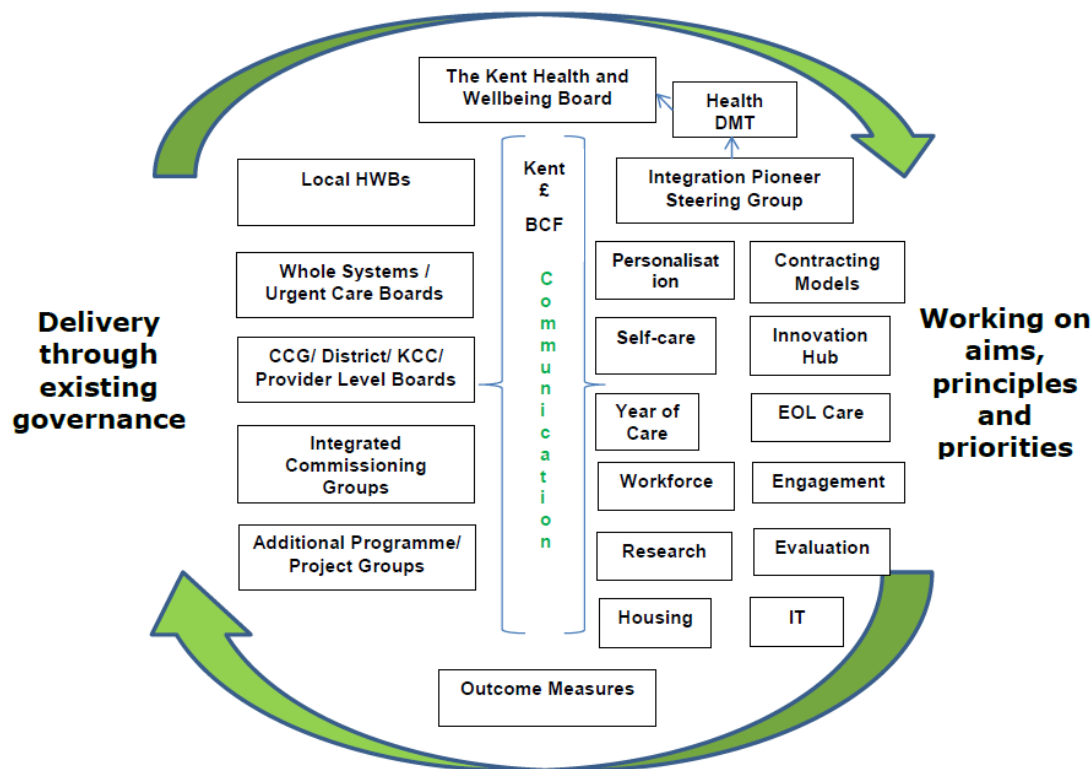 The Kent Health and
Wellbeing Board
Health
DMT
Local HWBs
Whole Systems /
Urgent Care Boards
CCG/ District/ KCC/
Provider Level Boards
Integrated
Commissioning
Groups
Additional Programme/
Project Groups
Delivery
through
existing
governance
Kent
£
BCF
Communication
Integration Pioneer
Steering Group
Personalisat
ion
Contracting
Models
Self-care
Innovation
Hub
Year of
Care
EOL Care
Workforce
Engagement
Research
Evaluation
Housing
IT
Working on
aims,
principles
and
priorities
Outcome Measures